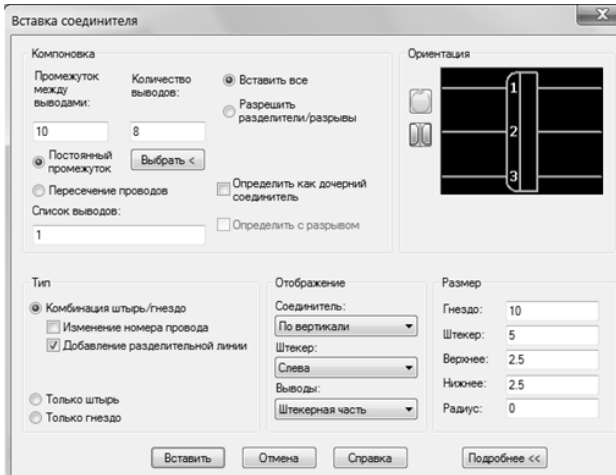 Вставка соединителя
Компоновка
Промежуток
между
выводами:
Количество
выводов:
10
8
Постоянный
промежуток
Выбрать <
Пересечение проводов
Список выводов:
1
Вставить все
Разрешить
разделители/разрывы
Определить как дочерний
соединитель
Определить с разрывом
Ориентация
1
2
3
Тип
Комбинация штырь/гнездо
Изменение номера провода
Добавление разделительной линии
Только штырь
Только гнездо
Отображение
Соединитель:
По вертикали
Штекер:
Слева
Выводы:
Штекерная часть
Размер
Гнездо: 10
Штекер: 5
Верхнее: 2.5
Нижнее: 2.5
Радиус: 0
Вставить Отмена Справка Подробнее <<